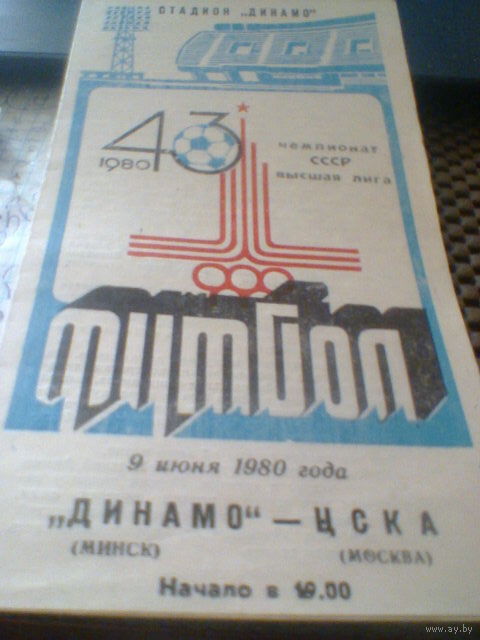 СТАДИОН „ДИНАМО"
43
1980
чемпионат
СССР
высшая лига
футбол
9 июня 1980 года
„ДИНАМО" — ЦСКА
(МИНСК) (МОСКВА)
Начало в 19.00
www.ay.by